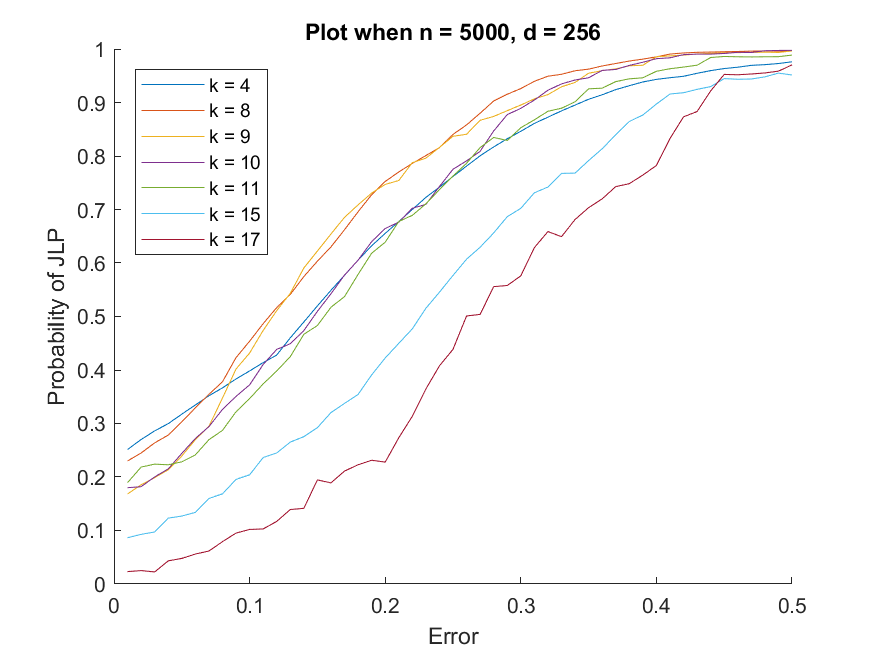 Plot when n = 5000, d = 256
1
0.9
0.8
0.7
0.6
0.5
0.4
0.3
0.2
0.1
0
Probability of JLP
k = 4
k = 8
k = 9
k = 10
k = 11
k = 15
k = 17
0 0.1 0.2 0.3 0.4 0.5
Error